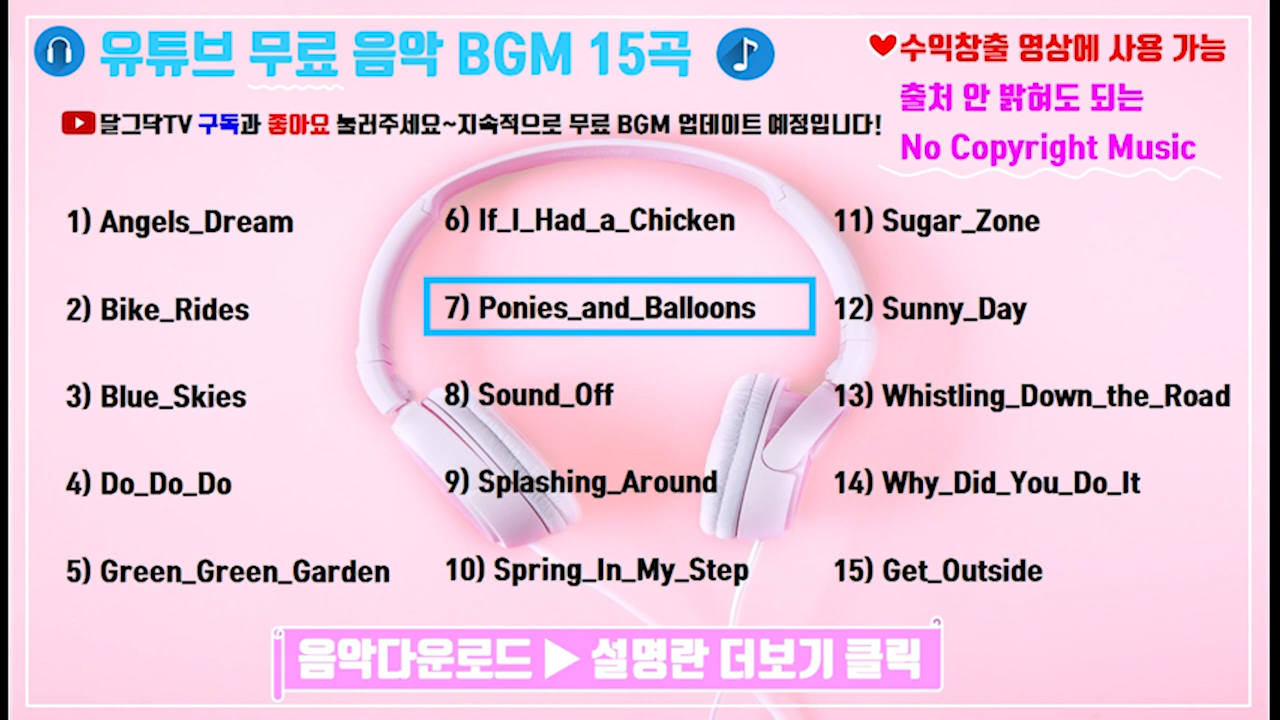 유튜브 무료 음악 BGM 15곡
수익창출 영상에 사용 가능
출처 안 밝혀도 되는
No Copyright Music
달그닥TV 구독과 좋아요 눌러주세요~지속적으로 무료 BGM 업데이트 예정입니다!
1) Angels_Dream
2) Bike_Rides
3) Blue_Skies
4) Do_Do_Do
5) Green_Green_Garden
6) If_I_Had_a_Chicken
7) Ponies_and_Balloons
8) Sound_Off
9) Splashing_Around
10) Spring_In_My_Step
11) Sugar_Zone
12) Sunny_Day
13) Whistling_Down_the_Road
14) Why_Did_You_Do_It
15) Get_Outside
음악다운로드 ▶ 설명란 더보기 클릭